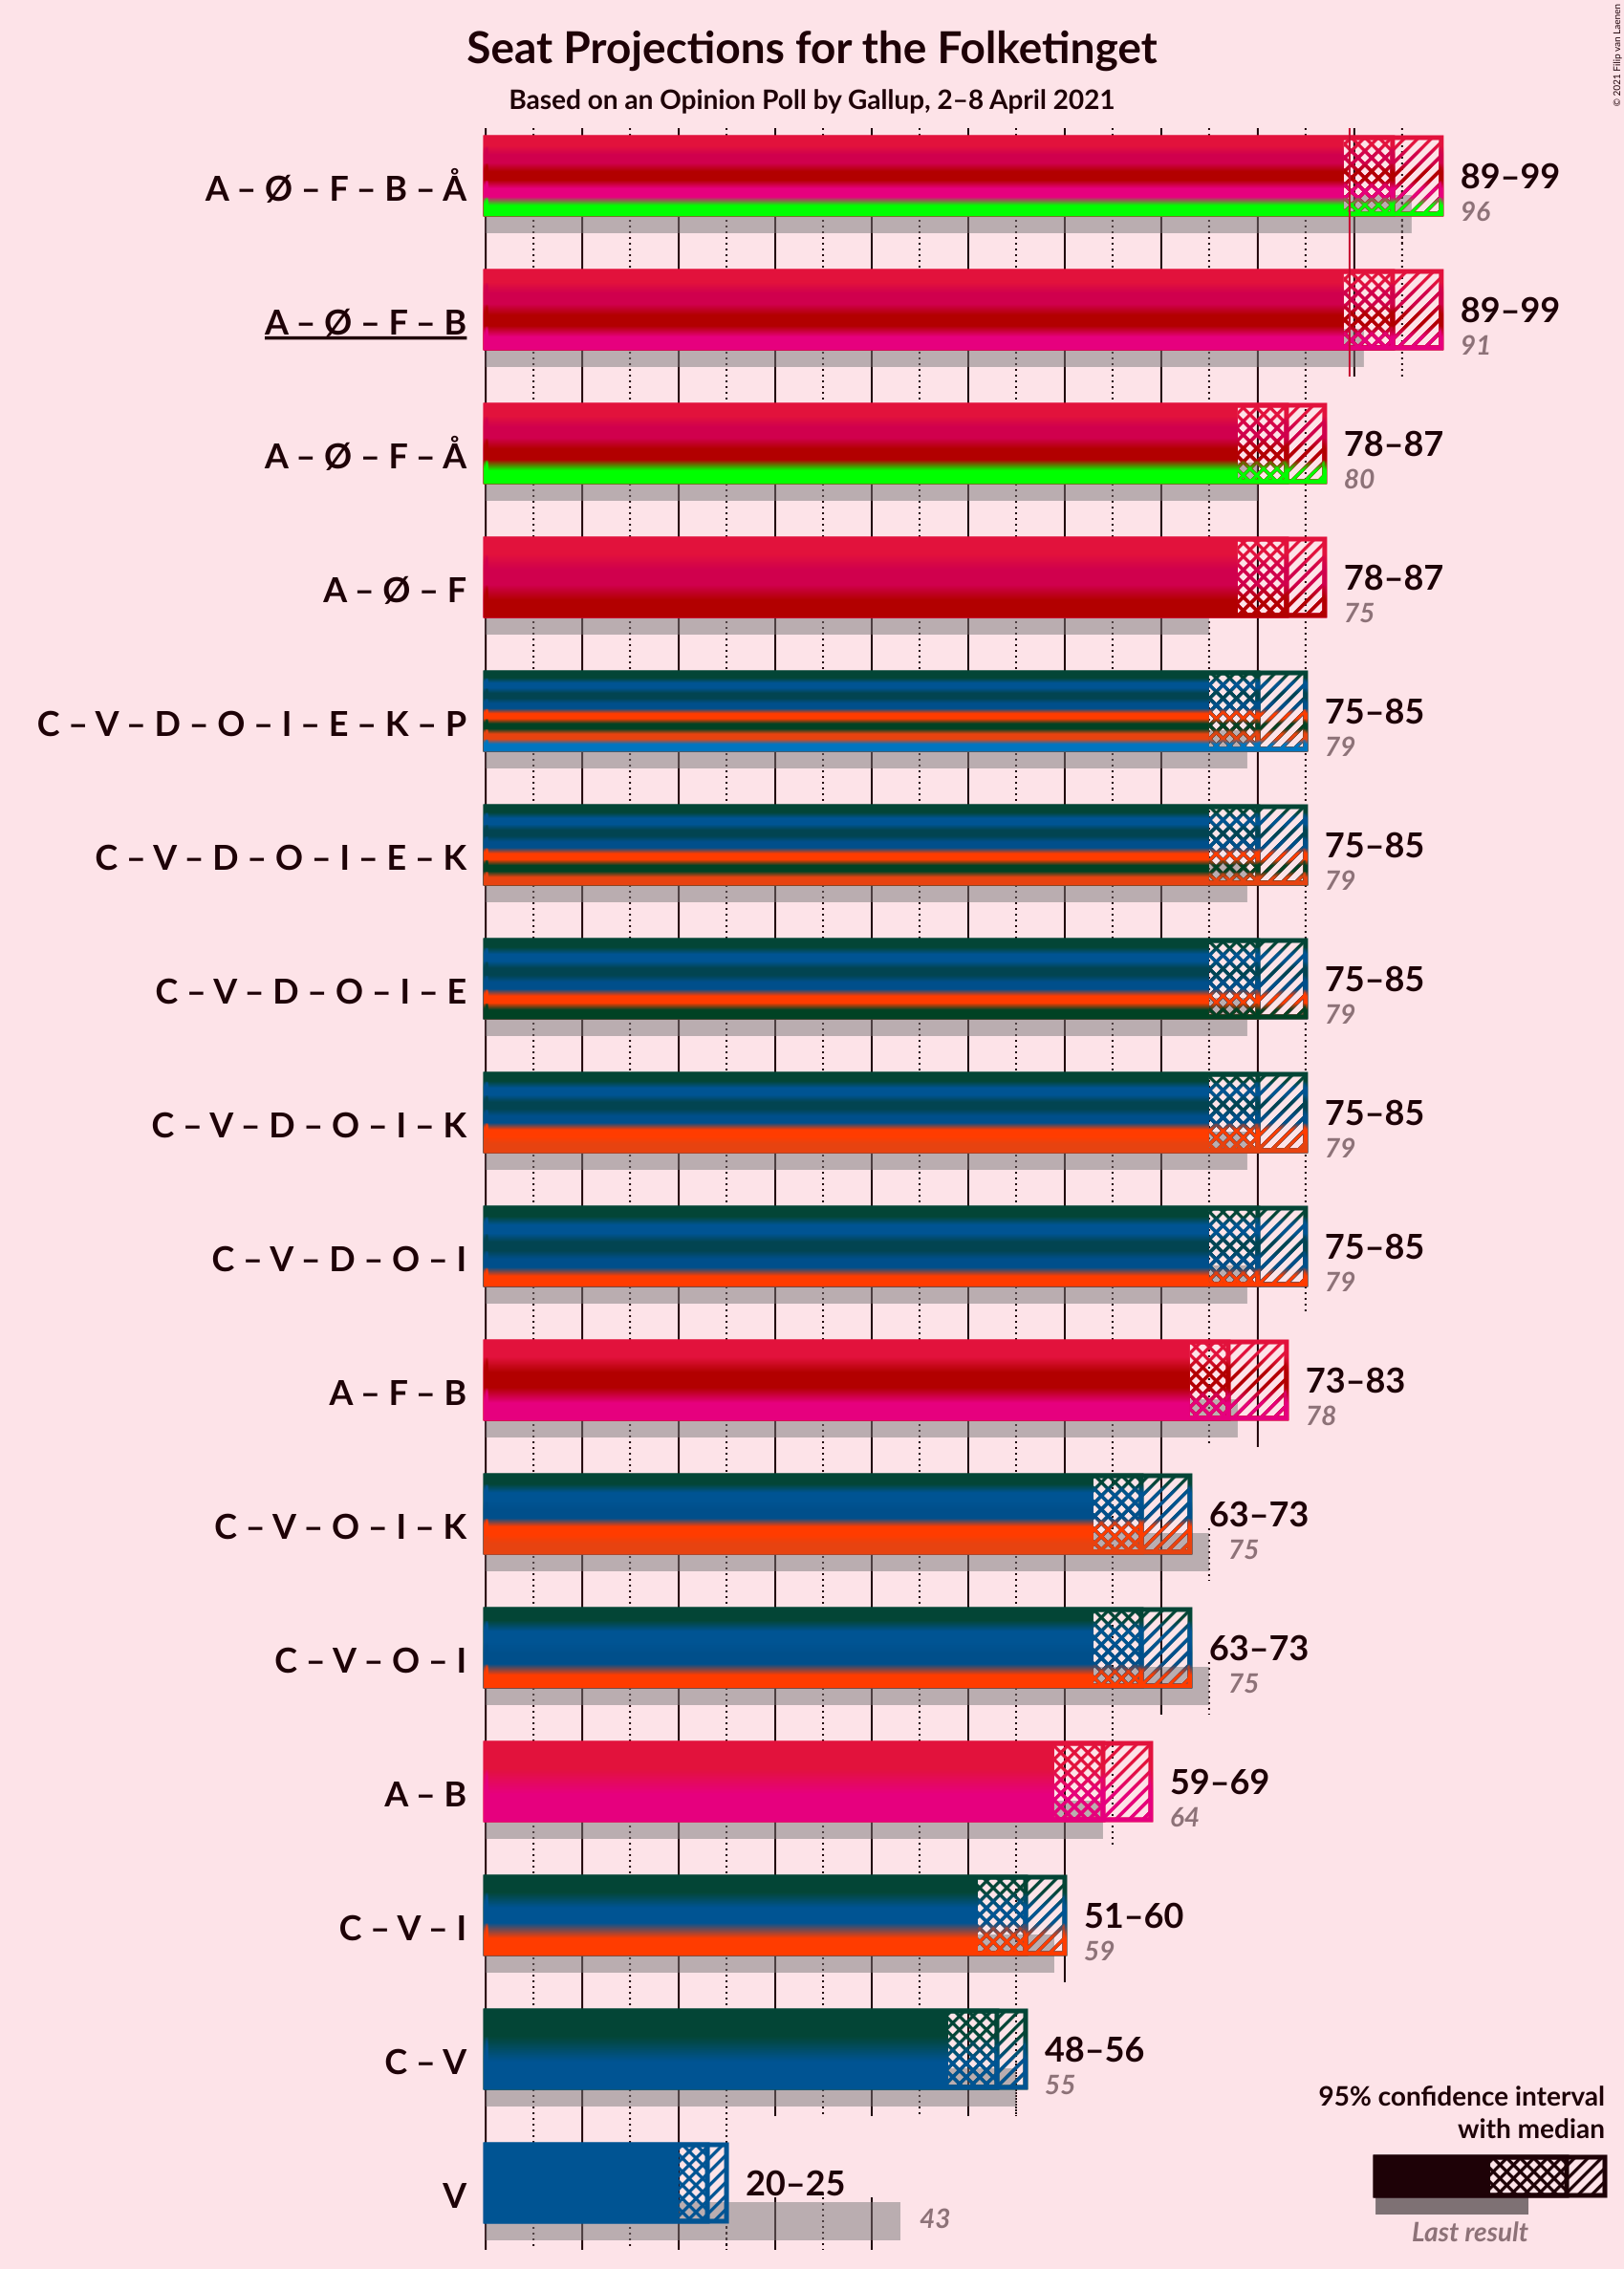 Seat Projections for the Folketinget
Based on an Opinion Poll by Gallup, 2–8 April 2021
© 2021 Filip van Laenen
A – Ø – F – B – Å
89–99
96
A – Ø – F – B
89–99
91
A – Ø – F – Å
78–87
80
A – Ø – F
78–87
75
C – V – D – O – I – E – K – P
75–85
79
C – V – D – O – I – E – K
75–85
79
C – V – D – O – I – E
75–85
79
C – V – D – O – I – K
75–85
79
C – V – D – O – I
75–85
79
A – F – B
73–83
78
C – V – O – I – K
63–73
75
C – V – O – I
63–73
75
A – B
59–69
64
C – V – I
51–60
59
C – V
48–56
55
V
20–25
43
95% confidence interval
with median
Last result